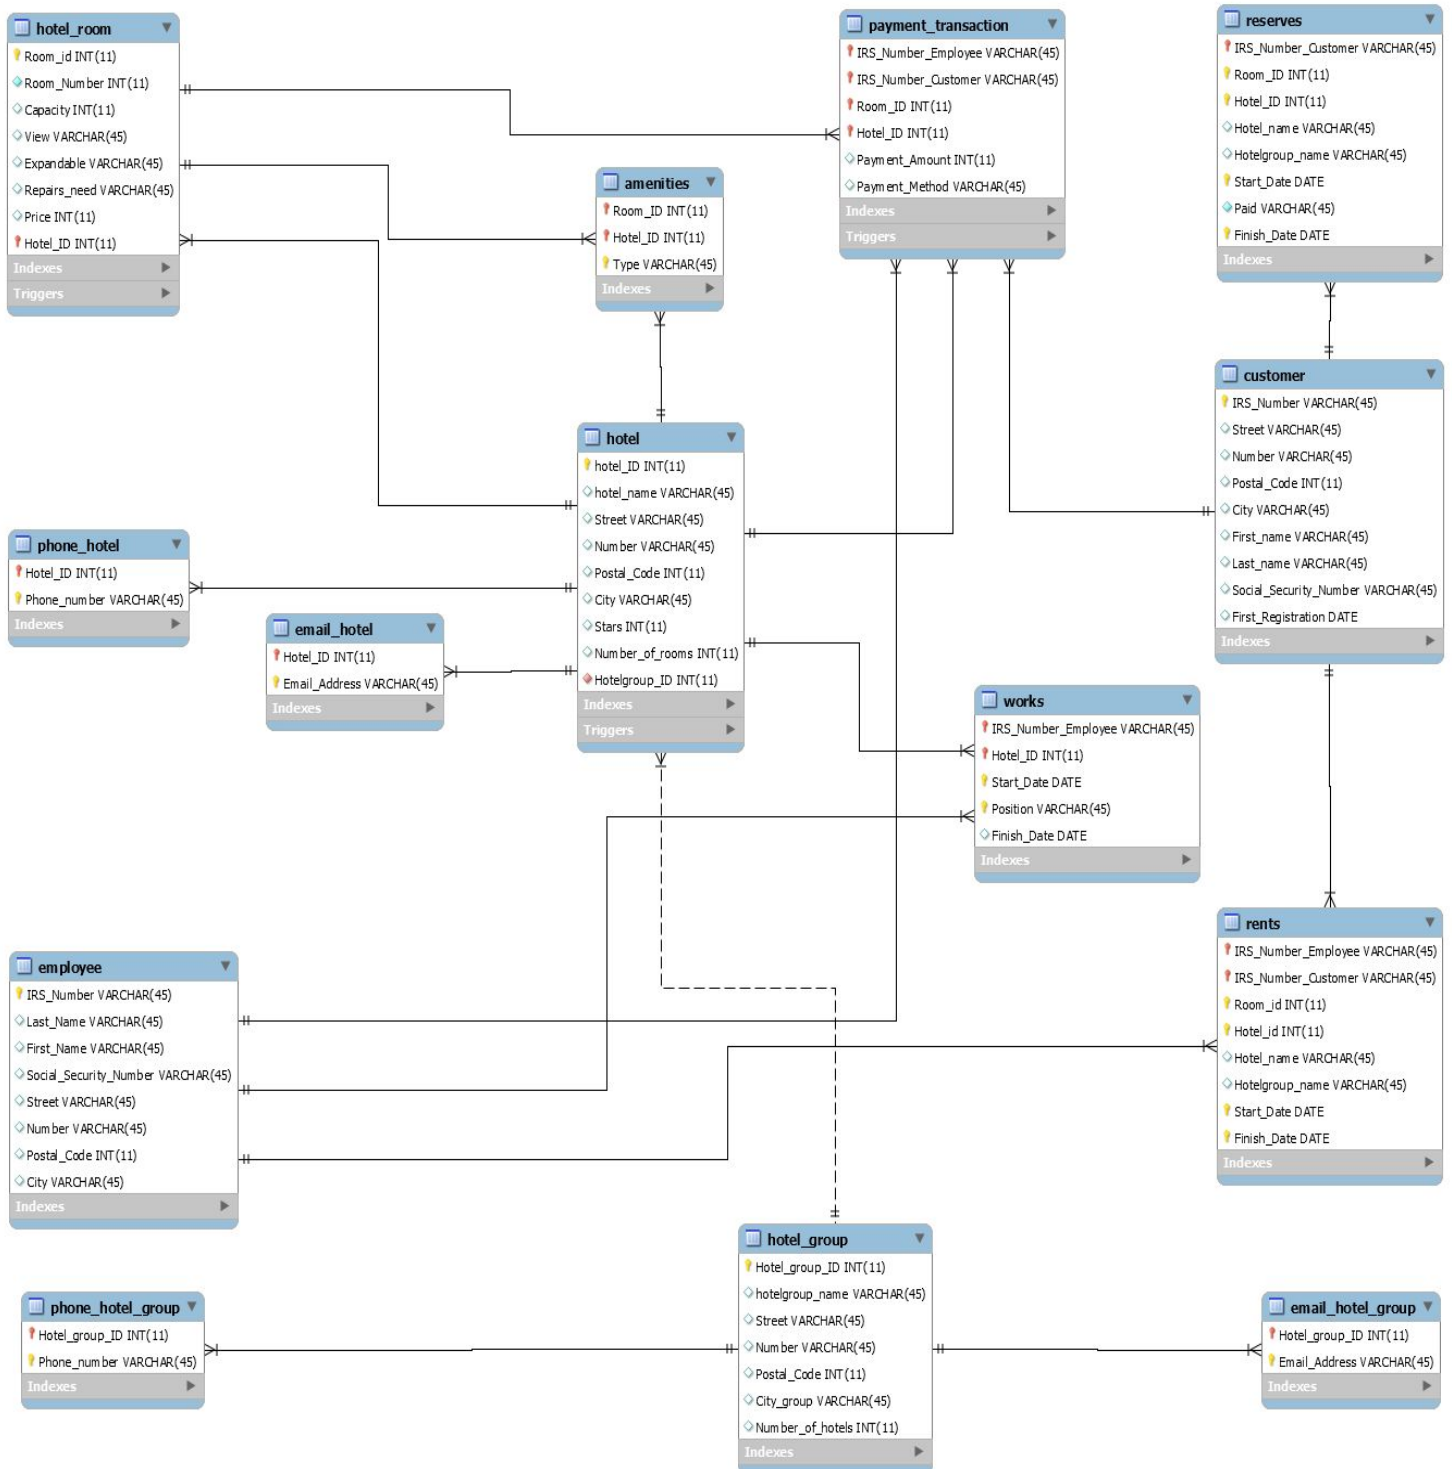 hotel_room
Room_id INT(11)
Room_Number INT(11)
Capacity INT(11)
View VARCHAR(45)
Expandable VARCHAR(45)
Repairs_need VARCHAR(45)
Price INT(11)
Hotel_ID INT(11)
Indexes
Triggers
payment_transaction
IRS_Number_Employee VARCHAR(45)
IRS_Number_Customer VARCHAR(45)
Room_ID INT(11)
Hotel_ID INT(11)
Payment_Amount INT(11)
Payment_Method VARCHAR(45)
Indexes
Triggers
reserves
IRS_Number_Customer VARCHAR(45)
Room_ID INT(11)
Hotel_ID INT(11)
Hotel_name VARCHAR(45)
Hotelgroup_name VARCHAR(45)
Start_Date DATE
Paid VARCHAR(45)
Finish_Date DATE
Indexes
amenities
Room_ID INT(11)
Hotel_ID INT(11)
Type VARCHAR(45)
Indexes
customer
IRS_Number VARCHAR(45)
Street VARCHAR(45)
Number VARCHAR(45)
Postal_Code INT(11)
City VARCHAR(45)
First_name VARCHAR(45)
Last_name VARCHAR(45)
Social_Security_Number VARCHAR(45)
First_Registration DATE
Indexes
hotel
hotel_ID INT(11)
hotel_name VARCHAR(45)
Street VARCHAR(45)
Number VARCHAR(45)
Postal_Code INT(11)
City VARCHAR(45)
Stars INT(11)
Number_of_rooms INT(11)
Hotelgroup_ID INT(11)
Indexes
Triggers
phone_hotel
Hotel_ID INT(11)
Phone_number VARCHAR(45)
Indexes
email_hotel
Hotel_ID INT(11)
Email_Address VARCHAR(45)
Indexes
works
IRS_Number_Employee VARCHAR(45)
Hotel_ID INT(11)
Start_Date DATE
Position VARCHAR(45)
Finish_Date DATE
Indexes
employee
IRS_Number VARCHAR(45)
Last_Name VARCHAR(45)
First_Name VARCHAR(45)
Social_Security_Number VARCHAR(45)
Street VARCHAR(45)
Number VARCHAR(45)
Postal_Code INT(11)
City VARCHAR(45)
Indexes
rents
IRS_Number_Employee VARCHAR(45)
IRS_Number_Customer VARCHAR(45)
Room_id INT(11)
Hotel_id INT(11)
Hotel_name VARCHAR(45)
Hotelgroup_name VARCHAR(45)
Start_Date DATE
Finish_Date DATE
Indexes
hotel_group
Hotel_group_ID INT(11)
hotelgroup_name VARCHAR(45)
Street VARCHAR(45)
Number VARCHAR(45)
Postal_Code INT(11)
City_group VARCHAR(45)
Number_of_hotels INT(11)
Indexes
phone_hotel_group
Hotel_group_ID INT(11)
Phone_number VARCHAR(45)
Indexes
email_hotel_group
Hotel_group_ID INT(11)
Email_Address VARCHAR(45)
Indexes